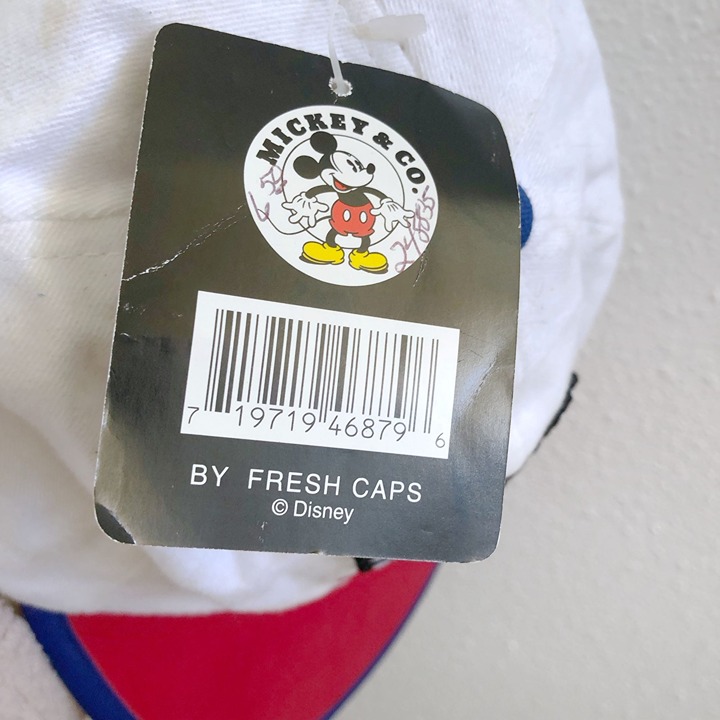 MICKEY & CO.
7 19719 46879 6
BY FRESH CAPS
© Disney